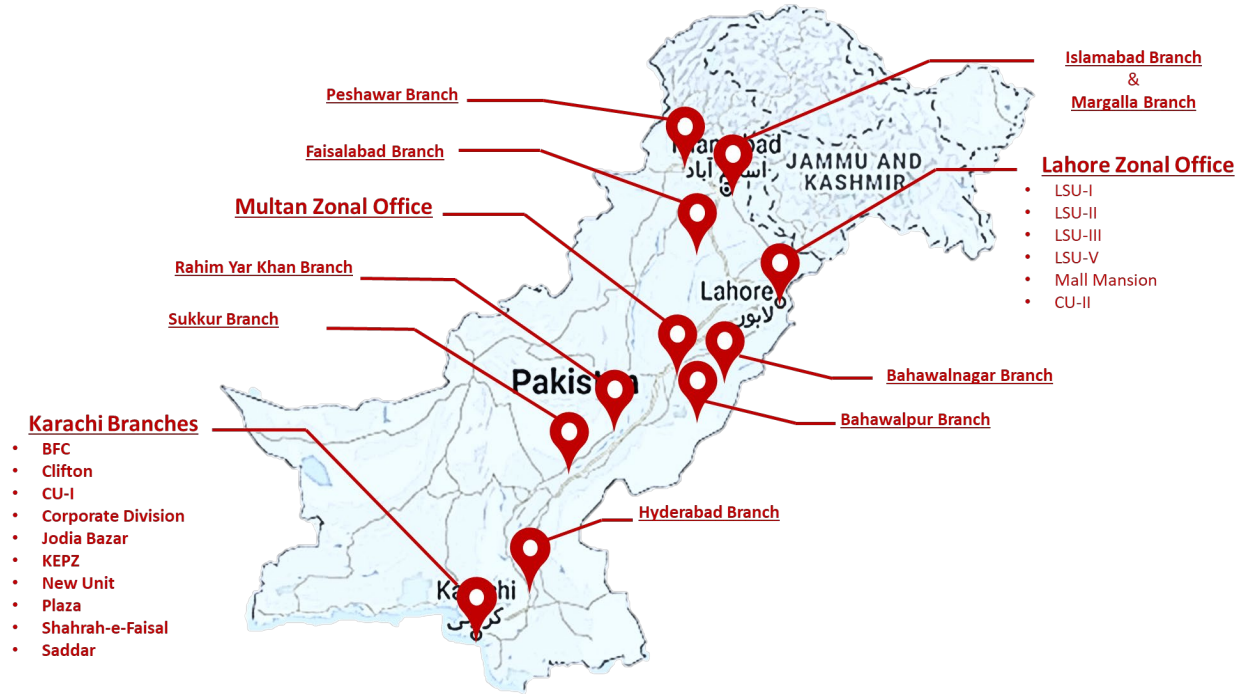 Peshawar Branch
Faisalabad Branch
Multan Zonal Office
Rahim Yar Khan Branch
Sukkur Branch
Karachi Branches
• BFC
• Clifton
• CU-I
• Corporate Division
• Jodia Bazar
• KEPZ
• New Unit
• Plaza
• Shahrah-e-Faisal
• Saddar
Islamabad Branch
&
Margalla Branch
Lahore Zonal Office
• LSU-I
• LSU-II
• LSU-III
• LSU-V
• Mall Mansion
• CU-II
Bahawalnagar Branch
Bahawalpur Branch
Hyderabad Branch
JAMMU AND
KASHMIR
Lahore
لاہور